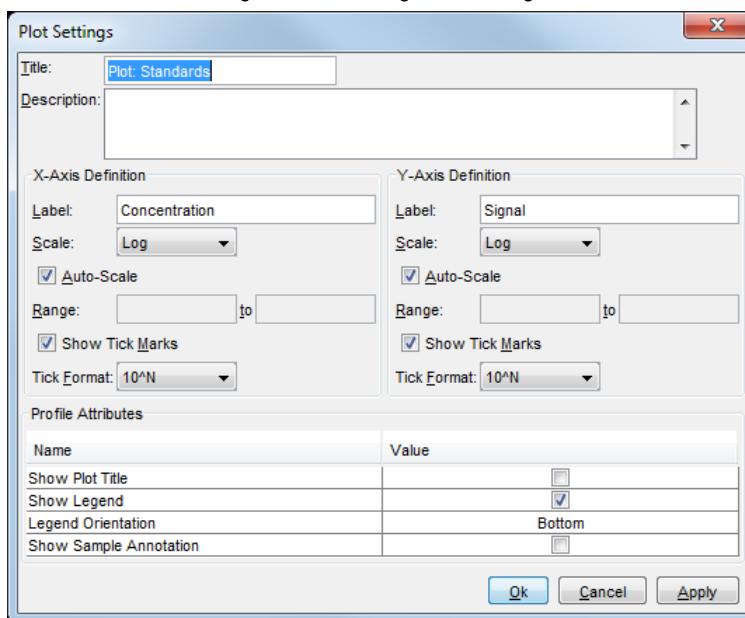 Plot Settings
Title: Plot: Standards
Description:
X-Axis Definition
Label: Concentration
Scale: Log
Auto-Scale
Range: to
Show Tick Marks
Tick Format: 10^N
Y-Axis Definition
Label: Signal
Scale: Log
Auto-Scale
Range: to
Show Tick Marks
Tick Format: 10^N
Profile Attributes
Name Value
Show Plot Title
Show Legend
Legend Orientation Bottom
Show Sample Annotation
Ok Cancel Apply